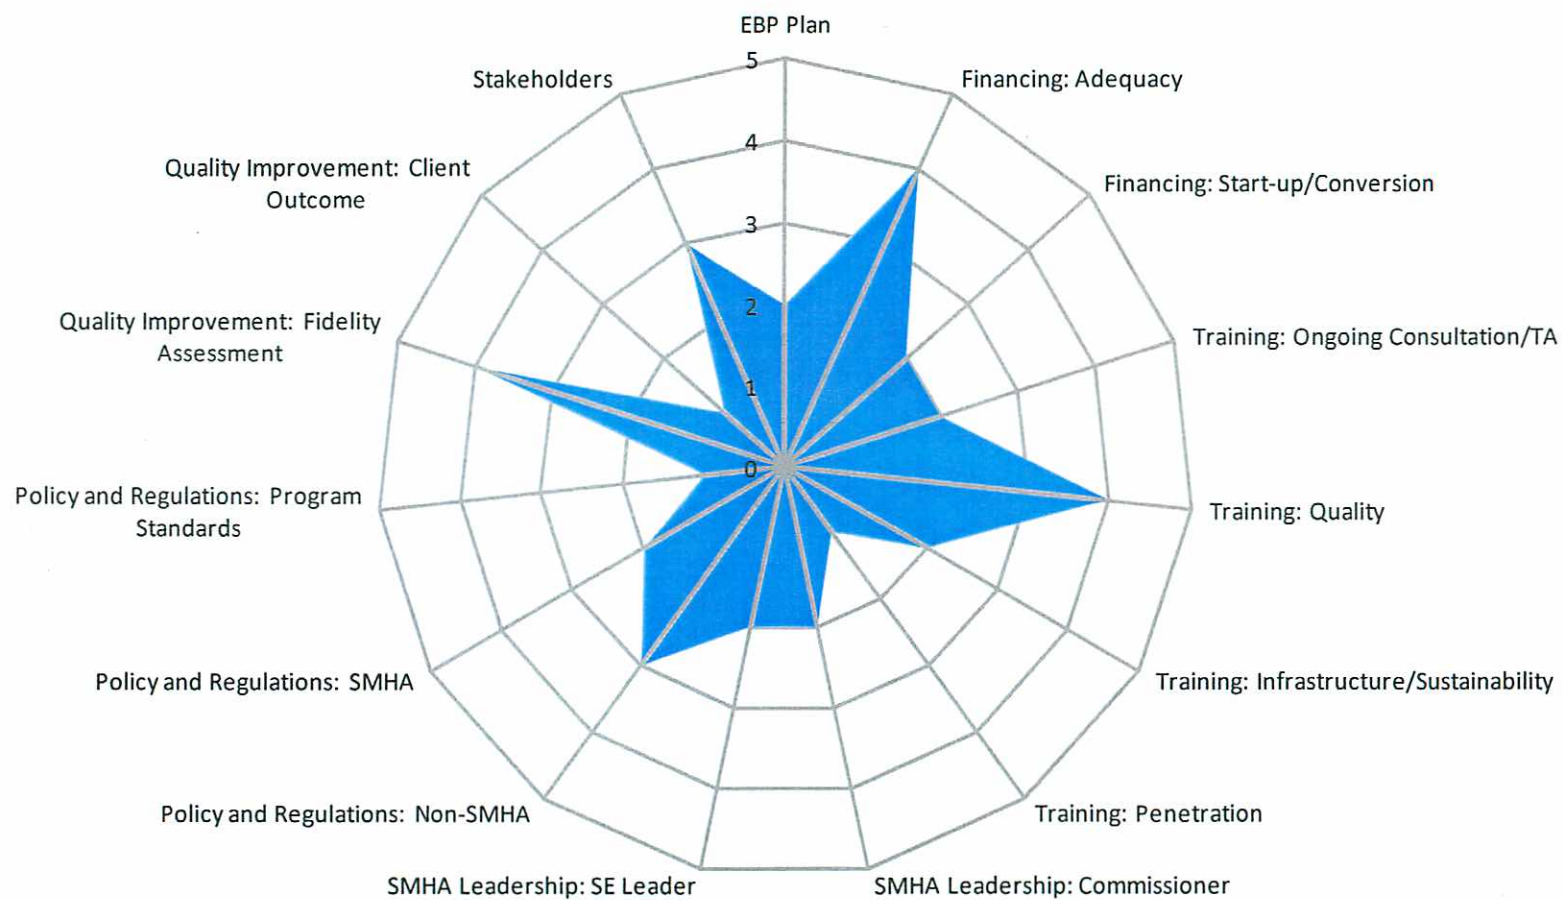 EBP Plan
5
Stakeholders
Financing: Adequacy
4
Quality Improvement: Client
Outcome
Financing: Start-up/Conversion
3
2
Quality Improvement: Fidelity
Assessment
Training: Ongoing Consultation/TA
1
0
Policy and Regulations: Program
Standards
Training: Quality
Policy and Regulations: SMHA
Training: Infrastructure/Sustainability
Policy and Regulations: Non-SMHA
Training: Penetration
SMHA Leadership: SE Leader
SMHA Leadership: Commissioner